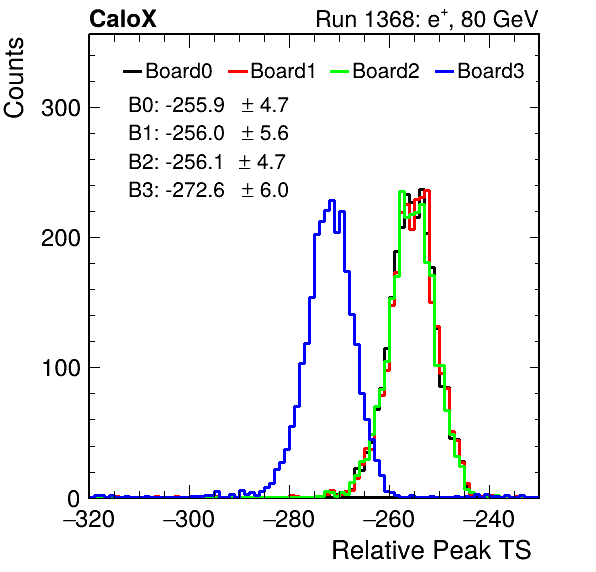 CaloX Run 1368: e⁺, 80 GeV
Counts
Board0 Board1 Board2 Board3
B0: -255.9 ± 4.7
B1: -256.0 ± 5.6
B2: -256.1 ± 4.7
B3: -272.6 ± 6.0
300
200
100
0
−320 −300 −280 −260 −240
Relative Peak TS